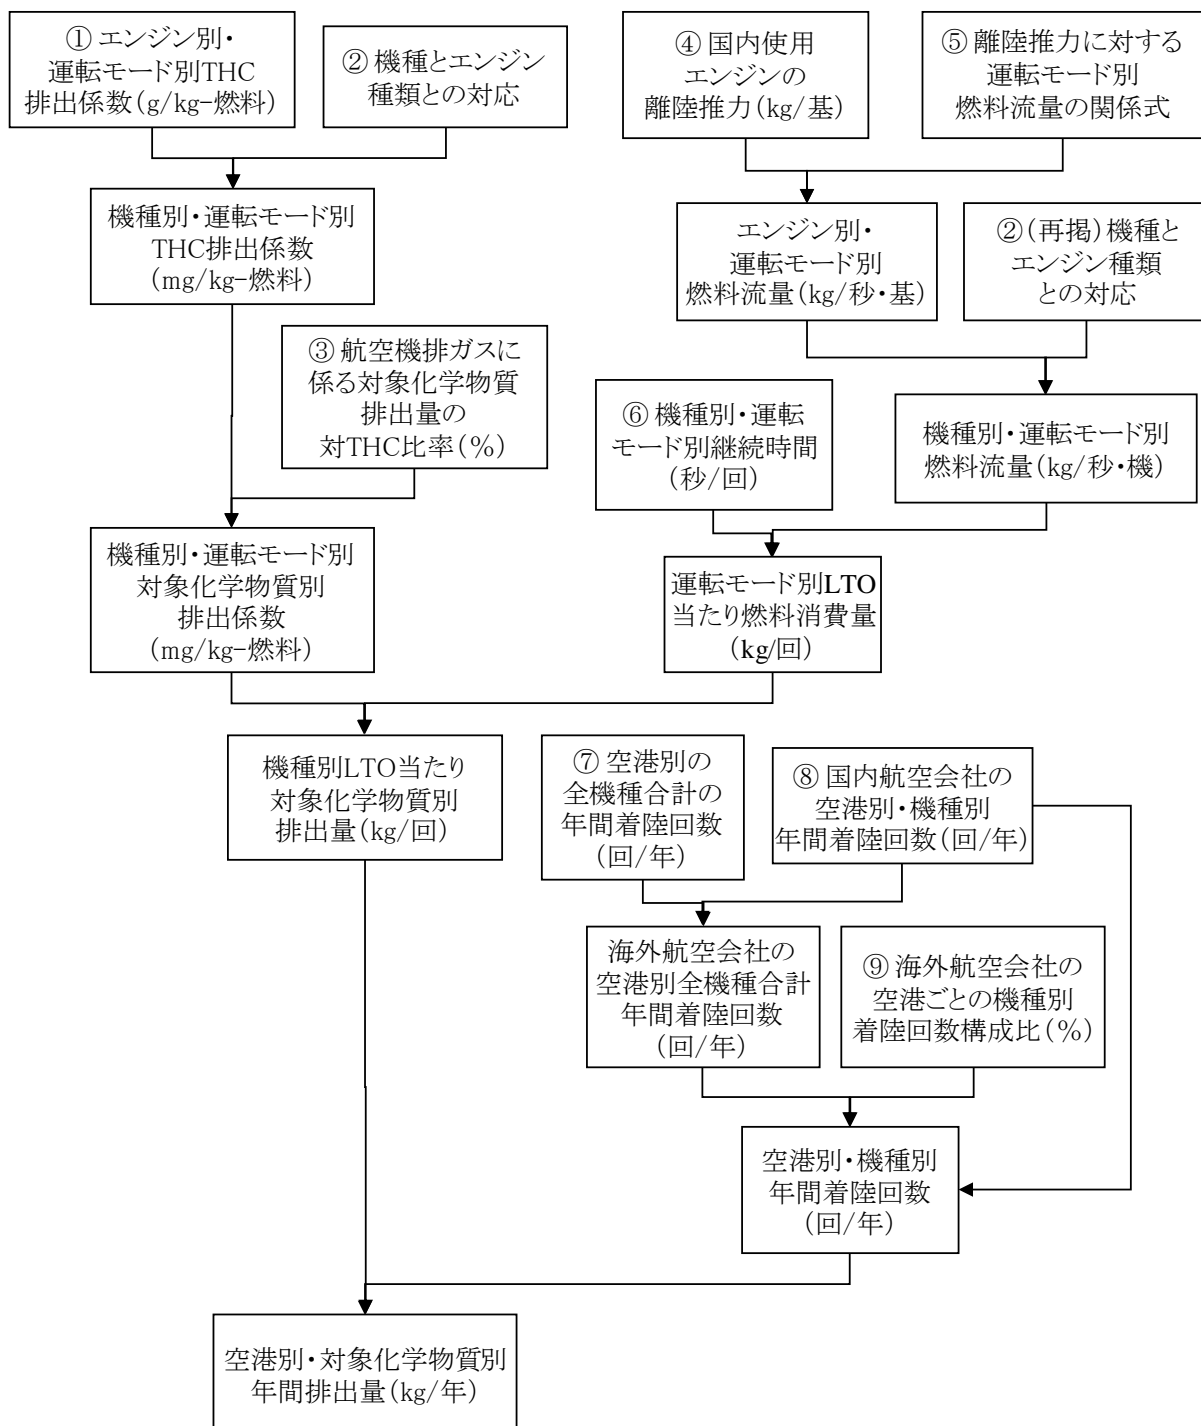 ① エンジン別・
運転モード別THC
排出係数(g/kg-燃料)
② 機種とエンジン
種類との対応
④ 国内使用
エンジンの
離陸推力(kg/基)
⑤ 離陸推力に対する
運転モード別
燃料流量の関係式
機種別・運転モード別
THC排出係数
(mg/kg-燃料)
エンジン別・
運転モード別
燃料流量(kg/秒・基)
②(再掲)機種と
エンジン種類
との対応
③ 航空機排ガスに
係る対象化学物質
排出量の
対THC比率(%)
⑥ 機種別・運転
モード別継続時間
(秒/回)
機種別・運転モード別
燃料流量(kg/秒・機)
機種別・運転モード別
対象化学物質別
排出係数
(mg/kg-燃料)
運転モード別LTO
当たり燃料消費量
(kg/回)
機種別LTO当たり
対象化学物質別
排出量(kg/回)
⑦ 空港別の
全機種合計の
年間着陸回数
(回/年)
⑧ 国内航空会社の
空港別・機種別
年間着陸回数(回/年)
海外航空会社の
空港別全機種合計
年間着陸回数
(回/年)
⑨ 海外航空会社の
空港ごとの機種別
着陸回数構成比(%)
空港別・機種別
年間着陸回数
(回/年)
空港別・対象化学物質別
年間排出量(kg/年)